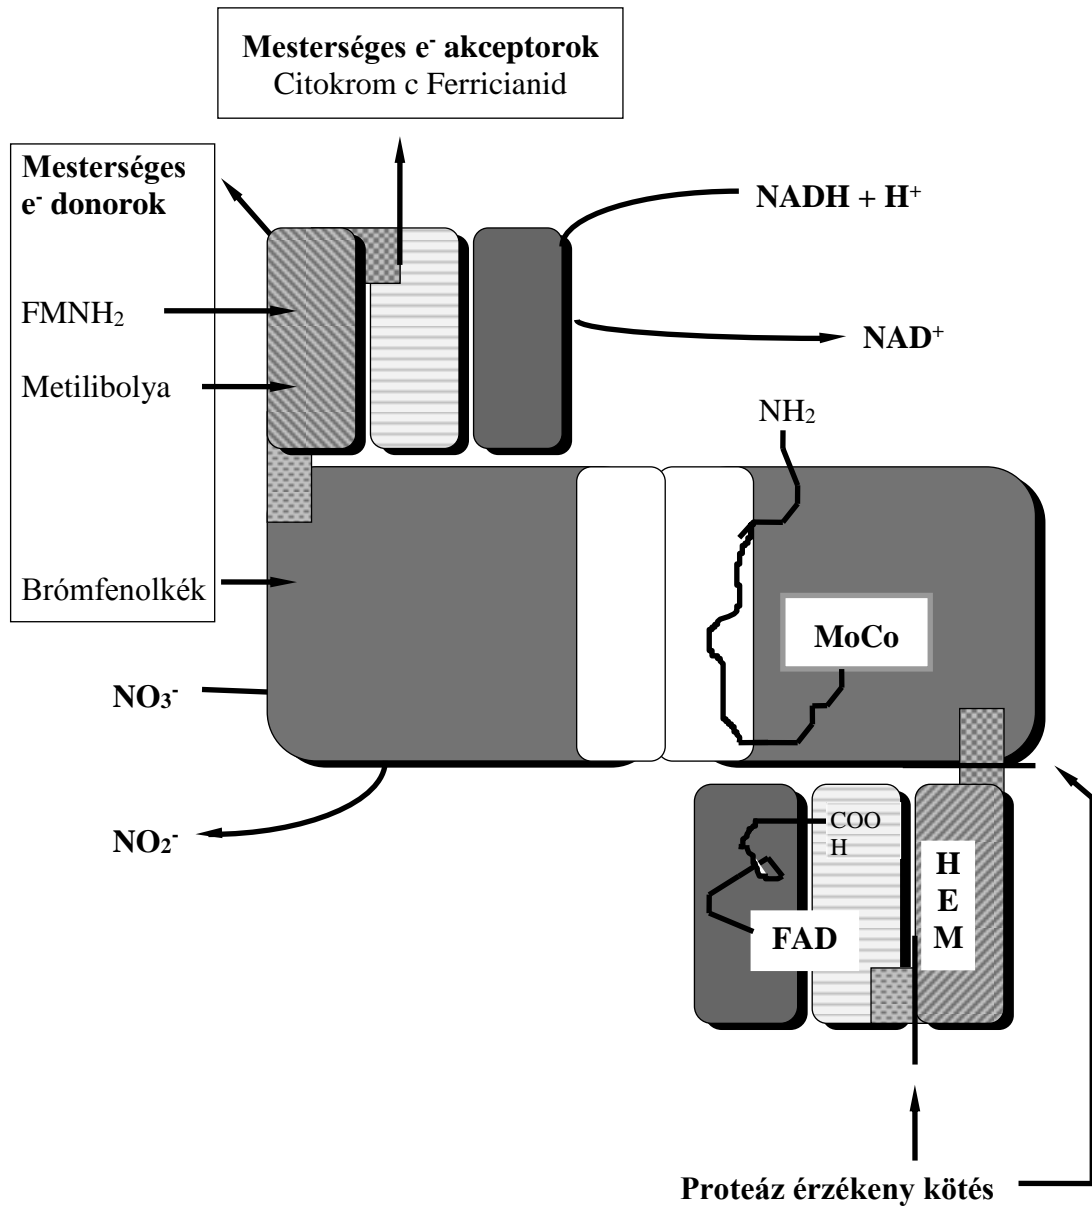 Mesterséges e⁻ akceptorok
Citokrom c Ferricianid
Mesterséges
e⁻ donorok
NADH + H⁺
FMNH₂
NAD⁺
Metilibolya
NH₂
Brómfenolkék
MoCo
NO₃⁻
NO₂⁻
COO
H
H
E
M
FAD
Proteáz érzékeny kötés